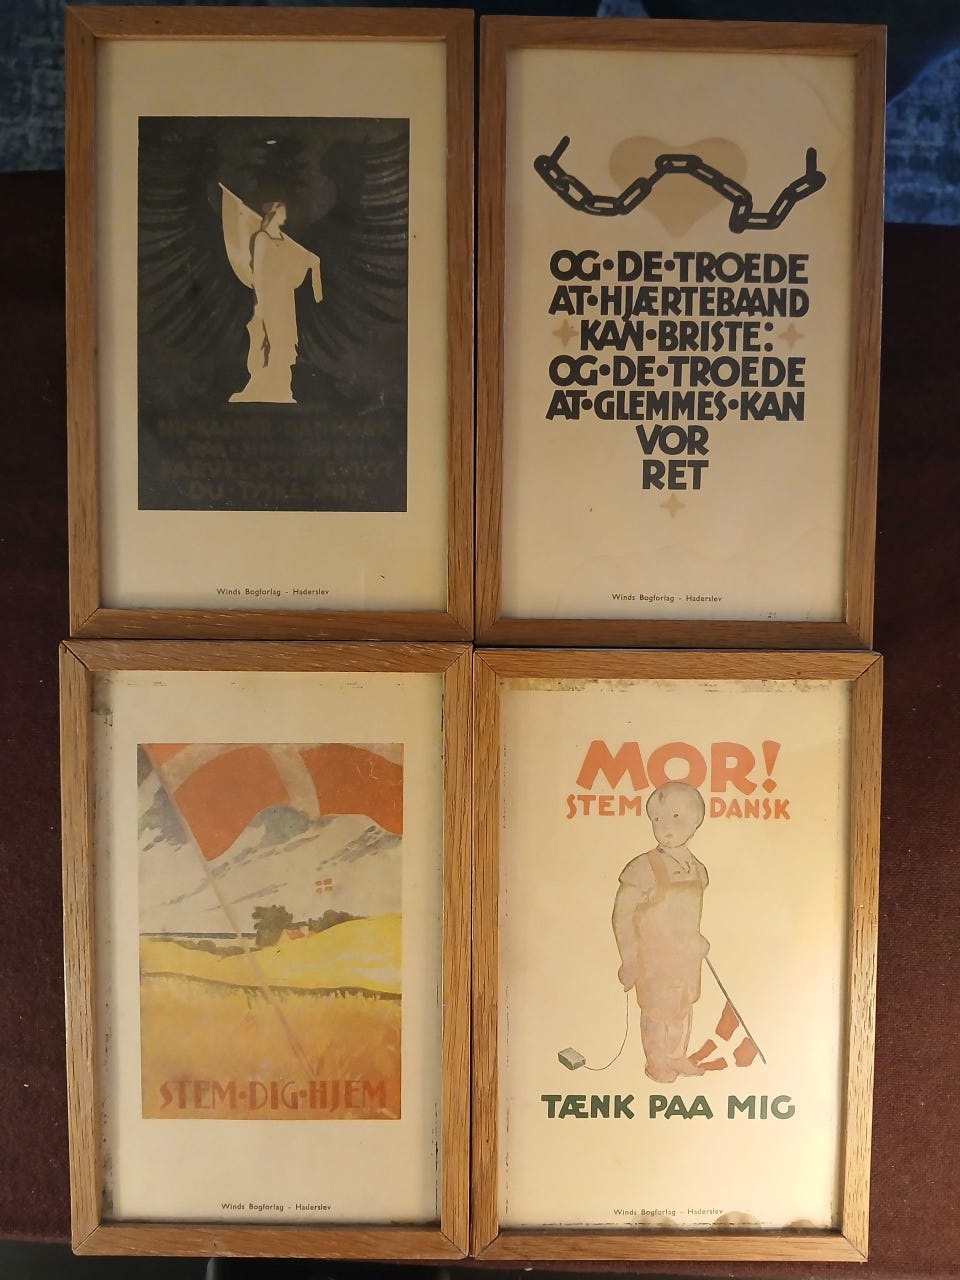 DU
Winds Bogforlag - Haderslev
OG·DE·TROEDE
AT·HJÆRTEBAAND
KAN·BRISTE:
OG·DE·TROEDE
AT·GLEMMES·KAN
VOR
RET
Winds Bogforlag - Haderslev
STEM·DIG·HJEM
Winds Bogforlag - Haderslev
MOR!
STEM DANSK
TÆNK PAA MIG
Winds Bogforlag - Haderslev